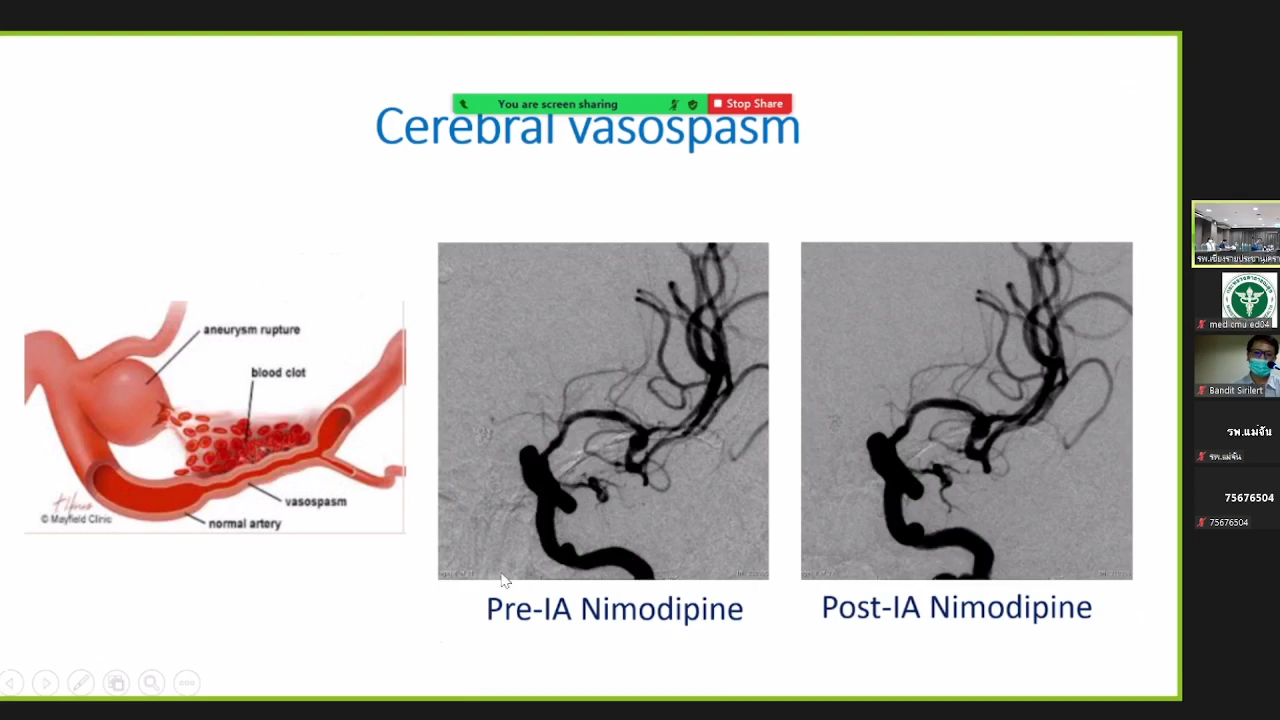 You are screen sharing
Stop Share
Cerebral vasospasm
aneurysm rupture
blood clot
vasospasm
normal artery
© Mayfield Clinic
Pre-IA Nimodipine
Post-IA Nimodipine
medicmu ed04
Bandit Sirilert
รพ.แม่จัน
รพ.แม่จัน
75676504
75676504